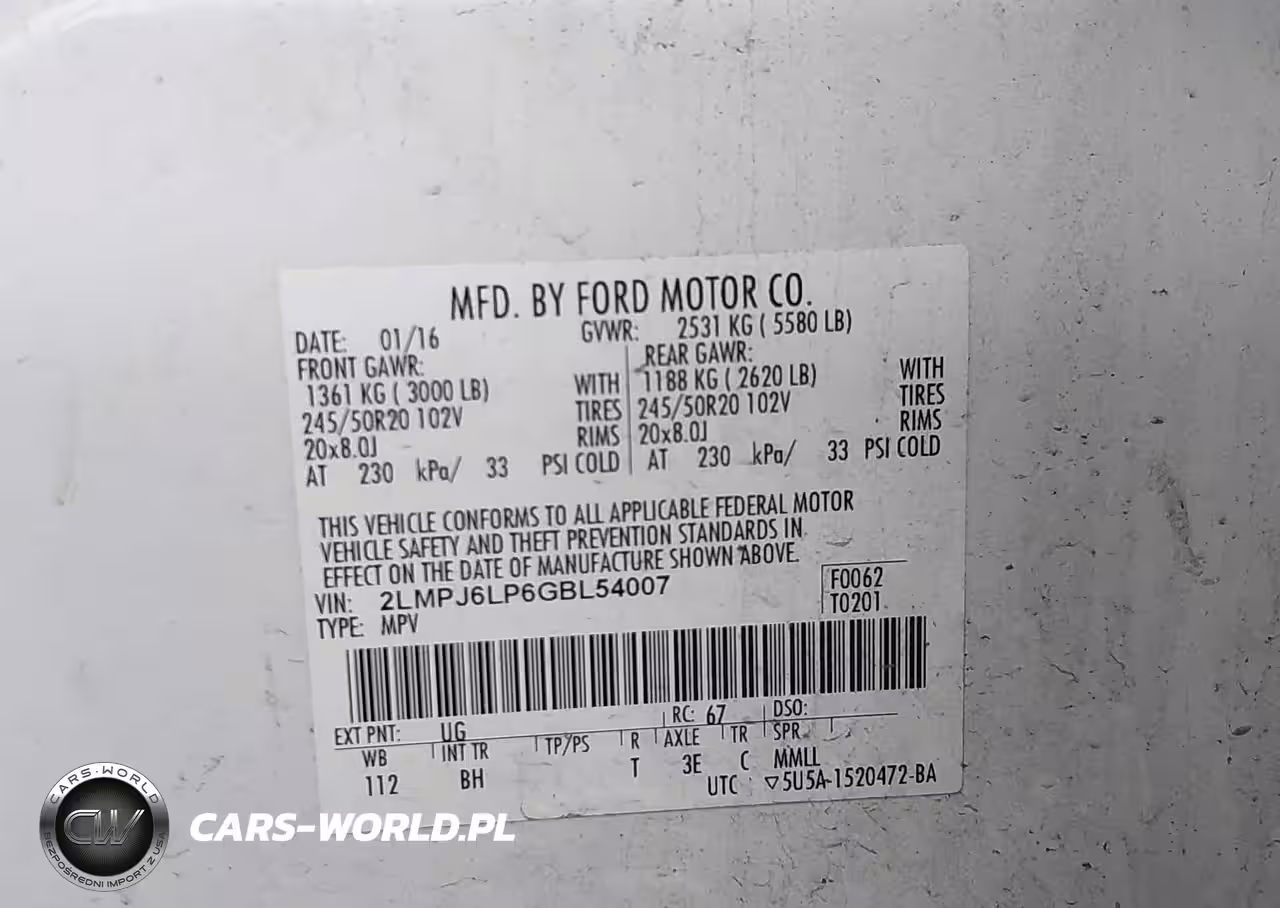 MFD. BY FORD MOTOR CO.
DATE: 01/16 GVWR: 2531 KG ( 5580 LB)
FRONT GAWR: REAR GAWR:
1361 KG ( 3000 LB) WITH 1188 KG ( 2620 LB) WITH
245/50R20 102V TIRES 245/50R20 102V TIRES
20x8.0J RIMS 20x8.0J RIMS
AT 230 kPa/ 33 PSI COLD AT 230 kPa/ 33 PSI COLD
THIS VEHICLE CONFORMS TO ALL APPLICABLE FEDERAL MOTOR
VEHICLE SAFETY AND THEFT PREVENTION STANDARDS IN
EFFECT ON THE DATE OF MANUFACTURE SHOWN ABOVE.
VIN: 2LMPJ6LP6GBL54007 F0062
TYPE: MPV T0201
EXT PNT: UG RC: 67 DSO:
WB INT TR TP/PS R AXLE TR SPR
112 BH T 3E C MMLL
UTC ▽5U5A-1520472-BA
CARS-WORLD
CW
BEZPOŚREDNI IMPORT Z USA
CARS-WORLD.PL